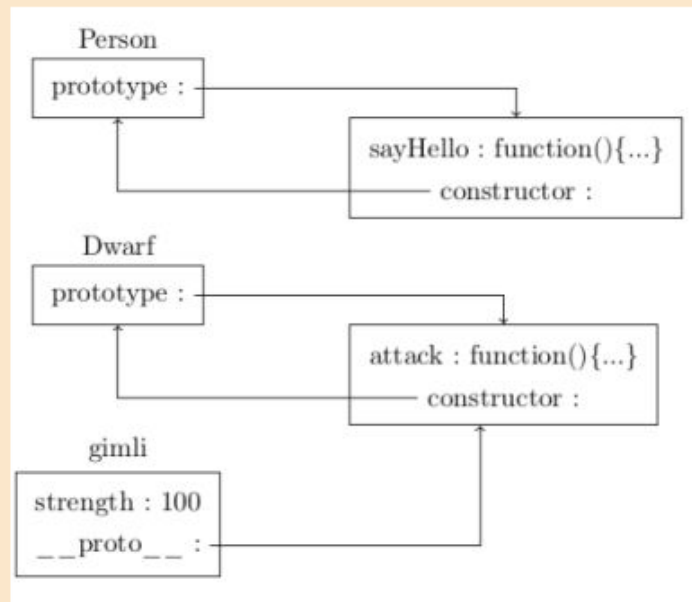 Person
prototype :
sayHello : function(){...}
constructor :
Dwarf
prototype :
attack : function(){...}
constructor :
gimli
strength : 100
__proto__ :